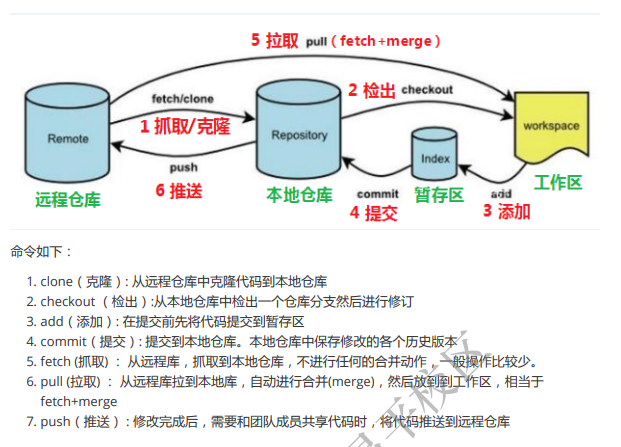 5 拉取 pull ( fetch +merge )
fetch/clone
2 检出 checkout
1 抓取/克隆
Remote
Repository
workspace
Index
push
6 推送
远程仓库
本地仓库
commit
4 提交
暂存区
add
3 添加
工作区
命令如下：
1. clone（克隆）: 从远程仓库中克隆代码到本地仓库
2. checkout （检出）:从本地仓库中检出一个仓库分支然后进行修订
3. add（添加）: 在提交前先将代码提交到暂存区
4. commit（提交）: 提交到本地仓库。本地仓库中保存修改的各个历史版本
5. fetch (抓取) ： 从远程库，抓取到本地仓库，不进行任何的合并动作，一般操作比较少。
6. pull (拉取) ： 从远程库拉到本地库，自动进行合并(merge)，然后放到到工作区，相当于
fetch+merge
7. push（推送）: 修改完成后，需要和团队成员共享代码时，将代码推送到远程仓库
平校区